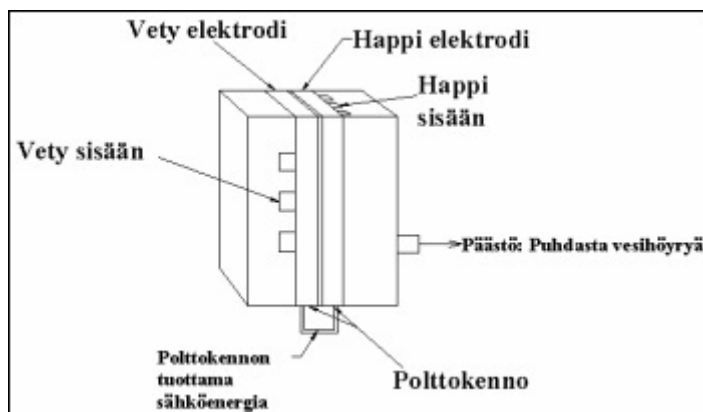 Vety elektrodi
Happi elektrodi
Happi
sisään
Vety sisään
Päästö: Puhdasta vesihöyryä
Polttokennon
tuottama
sähköenergia
Polttokenno